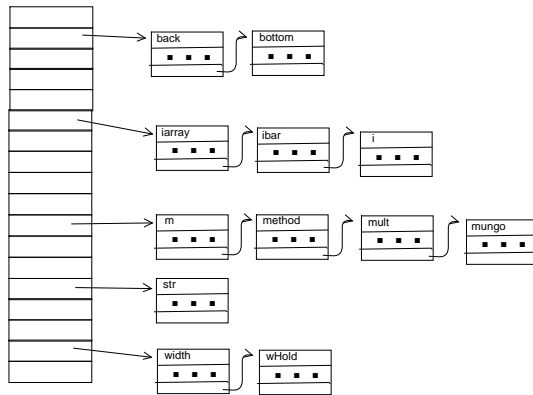 back bottom
iarray ibar i
m method mult mungo
str
width wHold